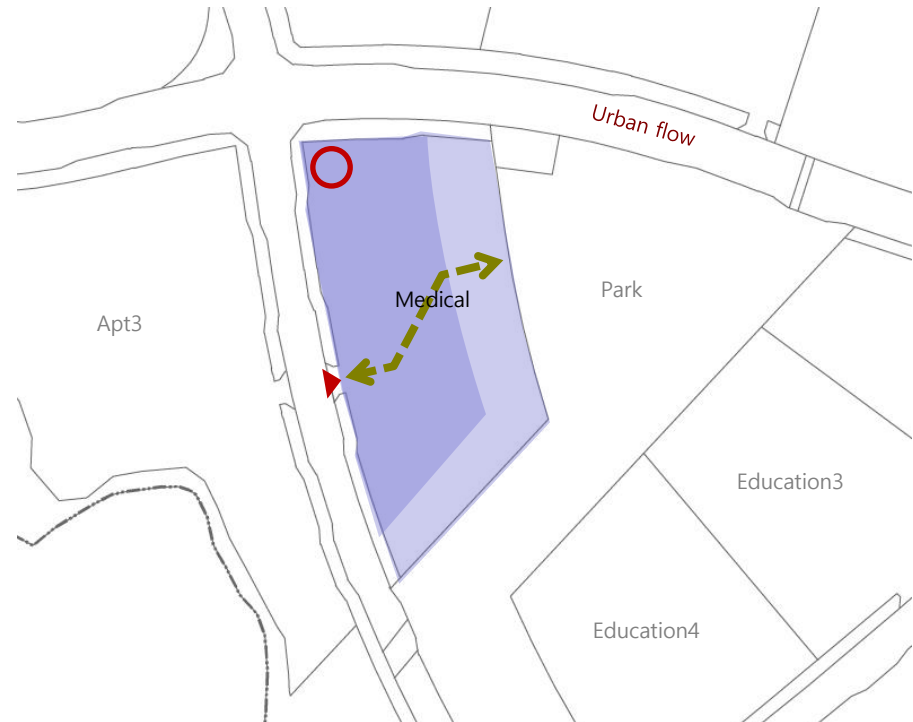 Urban flow
Park
Medical
Apt3
Education3
Education4